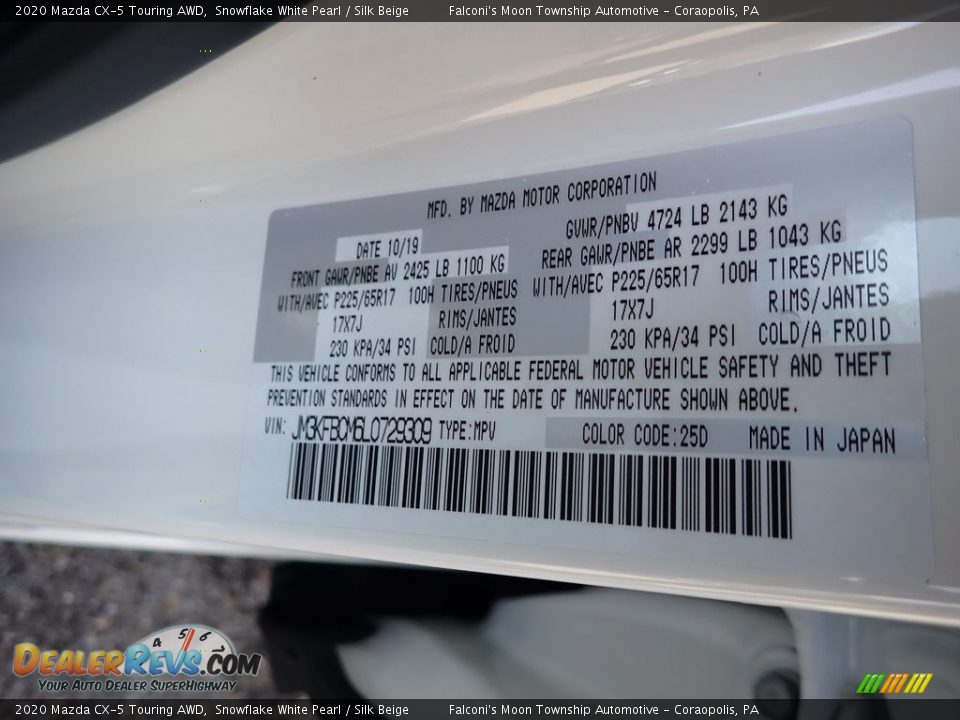 2020 Mazda CX-5 Touring AWD, Snowflake White Pearl / Silk Beige Falconi's Moon Township Automotive - Coraopolis, PA
MFD. BY MAZDA MOTOR CORPORATION
DATE 10/19 GVWR/PNBV 4724 LB 2143 KG
FRONT GAWR/PNBE AV 2425 LB 1100 KG REAR GAWR/PNBE AR 2299 LB 1043 KG
WITH/AVEC P225/65R17 100H TIRES/PNEUS WITH/AVEC P225/65R17 100H TIRES/PNEUS
17X7J RIMS/JANTES 17X7J RIMS/JANTES
230 KPA/34 PSI COLD/A FROID 230 KPA/34 PSI COLD/A FROID
THIS VEHICLE CONFORMS TO ALL APPLICABLE FEDERAL MOTOR VEHICLE SAFETY AND THEFT
PREVENTION STANDARDS IN EFFECT ON THE DATE OF MANUFACTURE SHOWN ABOVE.
VIN: JM3KFBCM6L0729309 TYPE:MPV COLOR CODE:25D MADE IN JAPAN
4 5 6
DealerRevs.com
Your Auto Dealer SuperHighway
2020 Mazda CX-5 Touring AWD, Snowflake White Pearl / Silk Beige Falconi's Moon Township Automotive - Coraopolis, PA